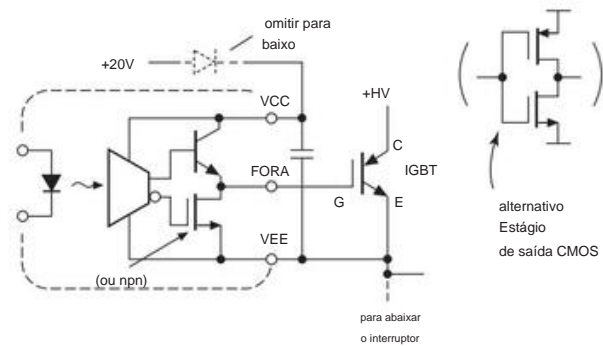 omitir para
baixo
+20V
VCC
+HV
C
IGBT
FORA
G
E
VEE
(ou npn)
para abaixar
o interruptor
alternativo
Estágio
de saída CMOS